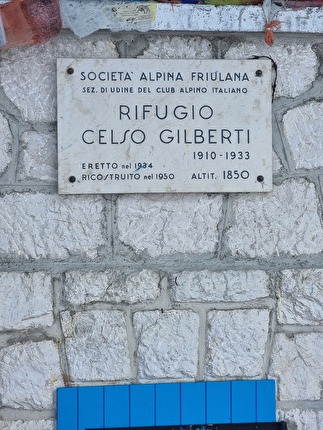 SOCIETA' ALPINA FRIULANA
SEZ. DI UDINE DEL CLUB ALPINO ITALIANO
RIFUGIO
CELSO GILBERTI
1910-1933
ERETTO nel 1934
RICOSTRUITO nel 1950 ALTIT. 1850